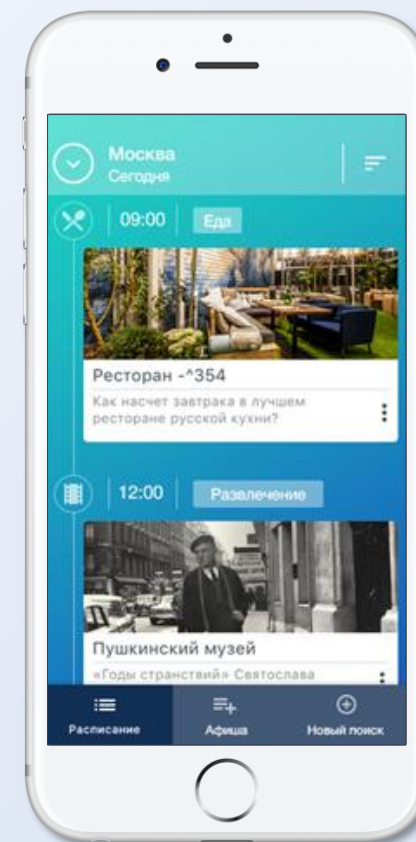 Москва
Сегодня
09:00
Еда
Ресторан -^354
Как насчет завтрака в лучшем
ресторане русской кухни?
12:00
Развлечение
Пушкинский музей
«Годы странствий» Святослава
Расписание
Афиша
Новый поиск